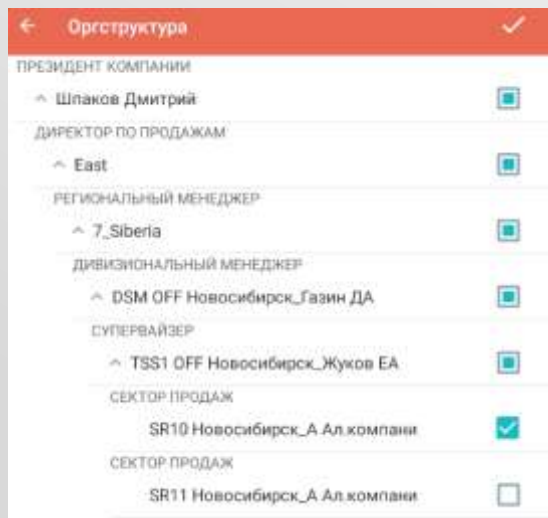 Оргструктура
ПРЕЗИДЕНТ КОМПАНИИ
Шпаков Дмитрий
ДИРЕКТОР ПО ПРОДАЖАМ
East
РЕГИОНАЛЬНЫЙ МЕНЕДЖЕР
7_Siberia
ДИВИЗИОНАЛЬНЫЙ МЕНЕДЖЕР
DSM OFF Новосибирск_Газин ДА
СУПЕРВАЙЗЕР
TSS1 OFF Новосибирск_Жуков ЕА
СЕКТОР ПРОДАЖ
SR10 Новосибирск_А Ал.компани
СЕКТОР ПРОДАЖ
SR11 Новосибирск_А Ал.компани